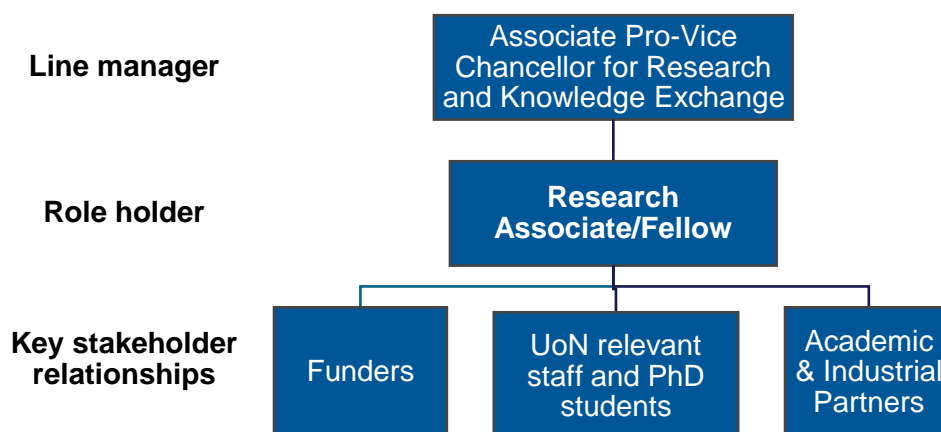 Line manager
Associate Pro-Vice
Chancellor for Research
and Knowledge Exchange
Role holder
Research
Associate/Fellow
Key stakeholder
relationships
Funders
UoN relevant
staff and PhD
students
Academic
& Industrial
Partners